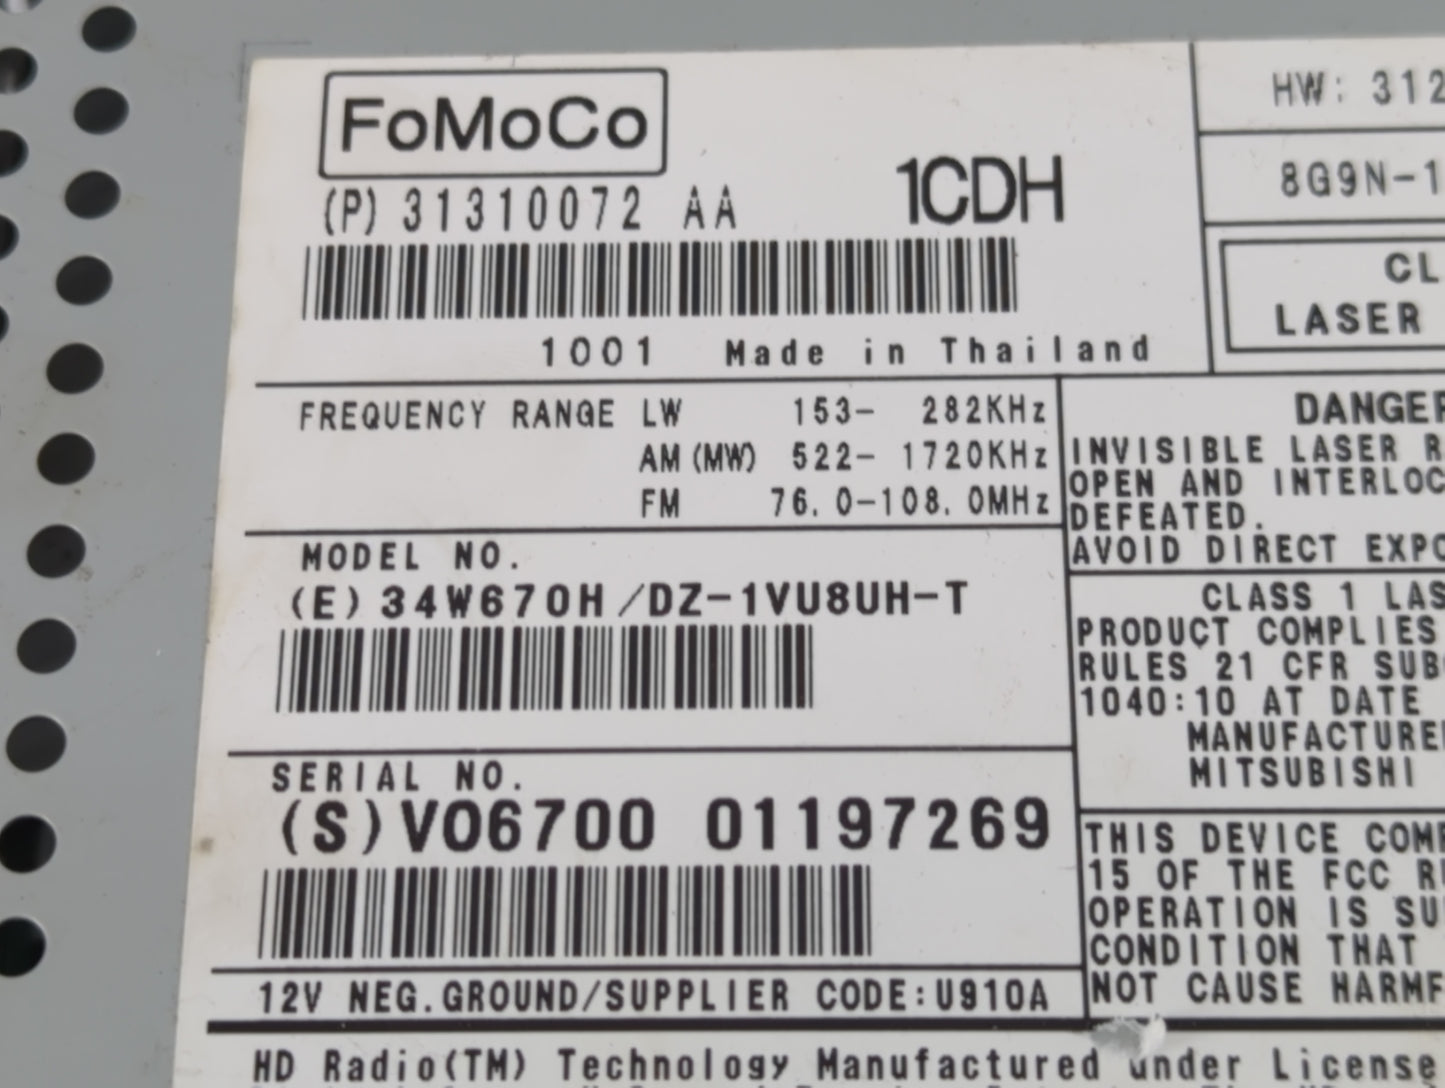 FoMoCo
(P) 31310072 AA 1CDH
1001 Made in Thailand
HW: 312
8G9N-1
CL
LASER
FREQUENCY RANGE LW 153- 282KHz
AM (MW) 522- 1720KHz
FM 76.0-108.0MHz
MODEL NO.
(E) 34W670H/DZ-1VU8UH-T
SERIAL NO.
(S) VO6700 01197269
12V NEG.GROUND/SUPPLIER CODE:U910A
DANGER
INVISIBLE LASER R
OPEN AND INTERLOC
DEFEATED.
AVOID DIRECT EXPO
CLASS 1 LAS
PRODUCT COMPLIES
RULES 21 CFR SUB
1040:10 AT DATE
MANUFACTURE
MITSUBISHI
THIS DEVICE COM
15 OF THE FCC R
OPERATION IS SU
CONDITION THAT
NOT CAUSE HARMF
HD Radio(TM) Technology Manufactured under License